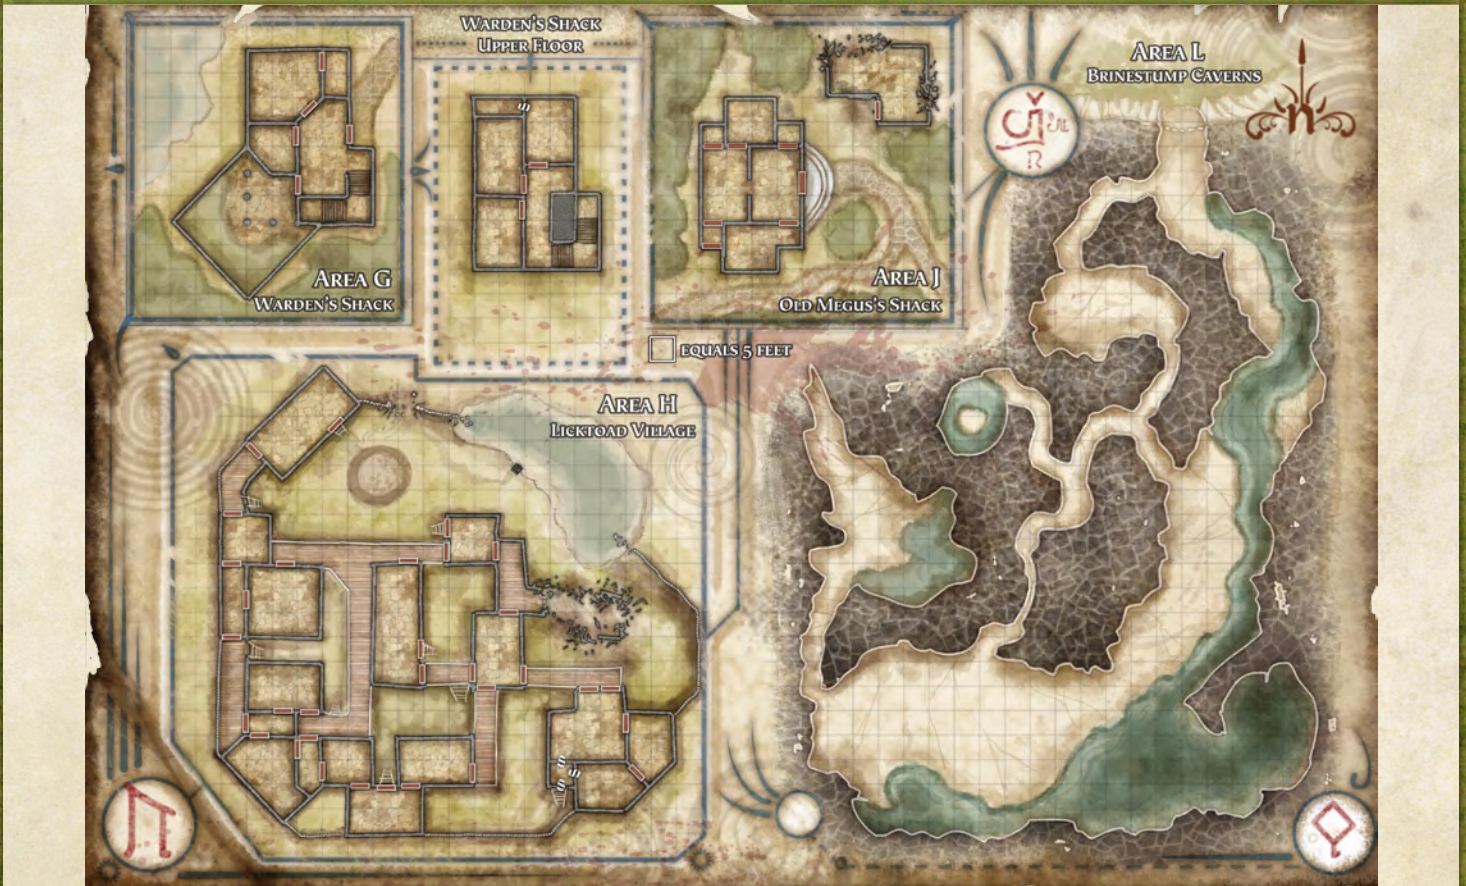 WARDEN'S SHACK
UPPER FLOOR
AREA L
BRINESTUMP CAVERNS
AREA G
WARDEN'S SHACK
AREA J
OLD MEGUS'S SHACK
EQUALS 5 FEET
AREA H
LICKTOAD VILLAGE